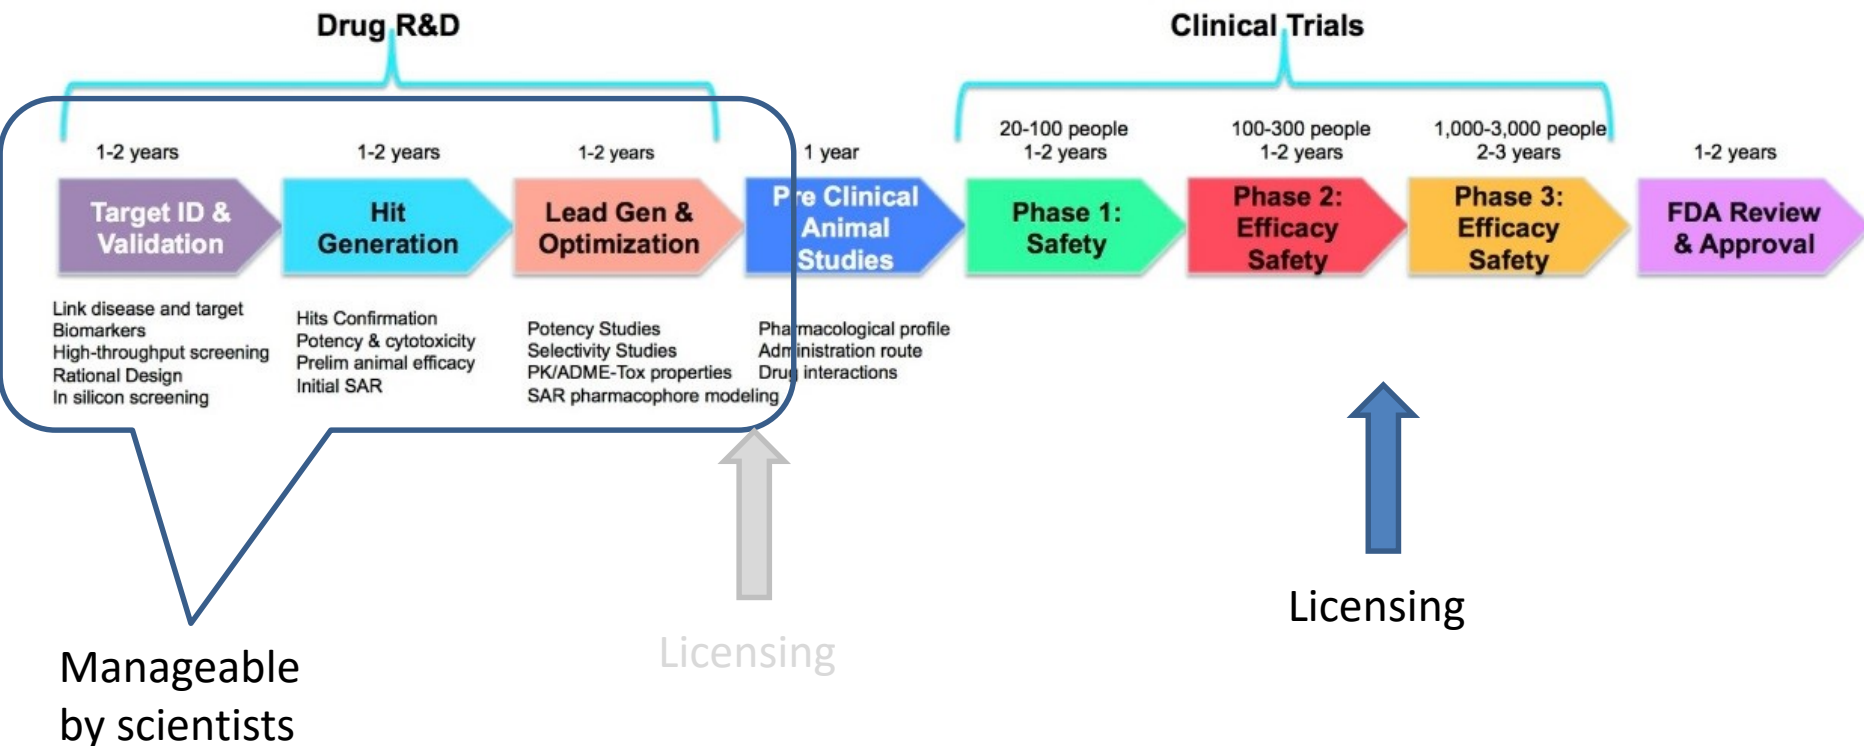 Drug R&D
Clinical Trials
1-2 years
1-2 years
1-2 years
1 year
20-100 people
1-2 years
100-300 people
1-2 years
1,000-3,000 people
2-3 years
1-2 years
Target ID &
Validation
Hit
Generation
Lead Gen &
Optimization
Pre Clinical
Animal
Studies
Phase 1:
Safety
Phase 2:
Efficacy
Safety
Phase 3:
Efficacy
Safety
FDA Review
& Approval
Link disease and target
Biomarkers
High-throughput screening
Rational Design
In silicon screening
Hits Confirmation
Potency & cytotoxicity
Prelim animal efficacy
Initial SAR
Potency Studies
Selectivity Studies
PK/ADME-Tox properties
SAR pharmacophore modeling
Pharmacological profile
Administration route
Drug interactions
Manageable
by scientists
Licensing
Licensing